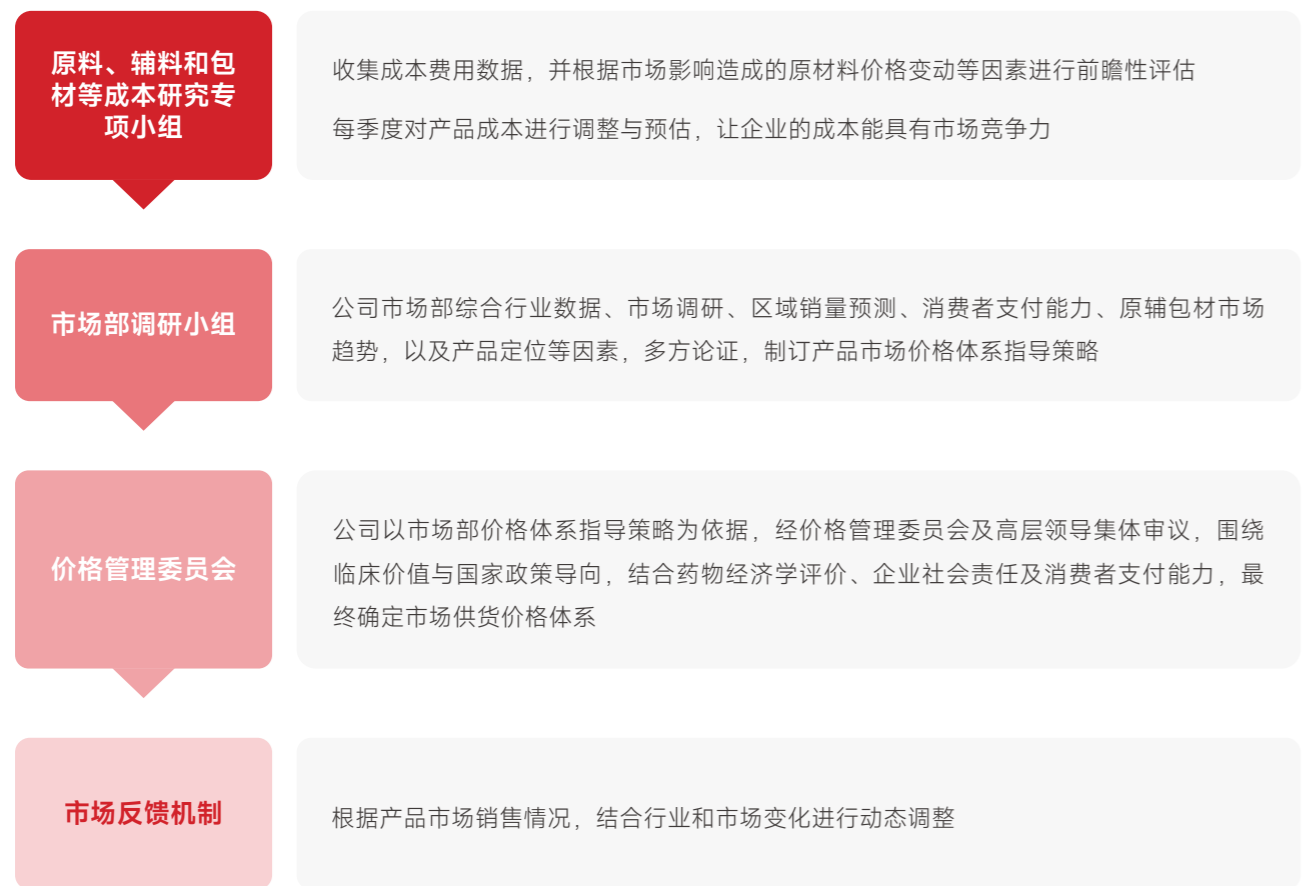 原料、辅料和包
材等成本研究专
项小组
收集成本费用数据，并根据市场影响造成的原材料价格变动等因素进行前瞻性评估
每季度对产品成本进行调整与预估，让企业的成本能具有市场竞争力
市场部调研小组
公司市场部综合行业数据、市场调研、区域销量预测、消费者支付能力、原辅包材市场
趋势，以及产品定位等因素，多方论证，制订产品市场价格体系指导策略
价格管理委员会
公司以市场部价格体系指导策略为依据，经价格管理委员会及高层领导集体审议，围绕
临床价值与国家政策导向，结合药物经济学评价、企业社会责任及消费者支付能力，最
终确定市场供货价格体系
市场反馈机制
根据产品市场销售情况，结合行业和市场变化进行动态调整